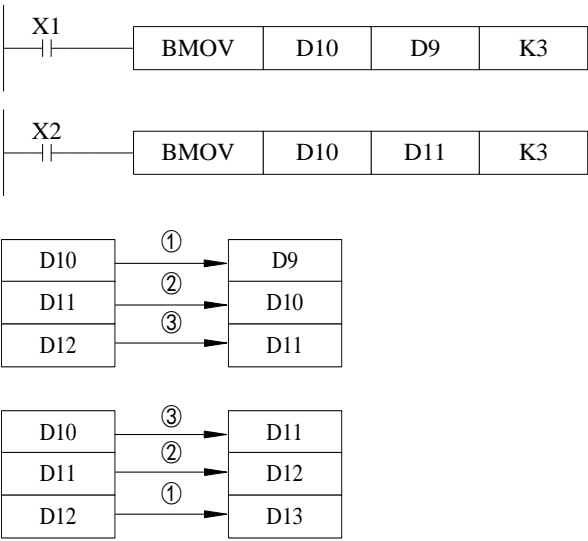 X1
BMOV D10 D9 K3
X2
BMOV D10 D11 K3
D10 ① D9
D11 ② D10
D12 ③ D11
D10 ③ D11
D11 ② D12
D12 ① D13